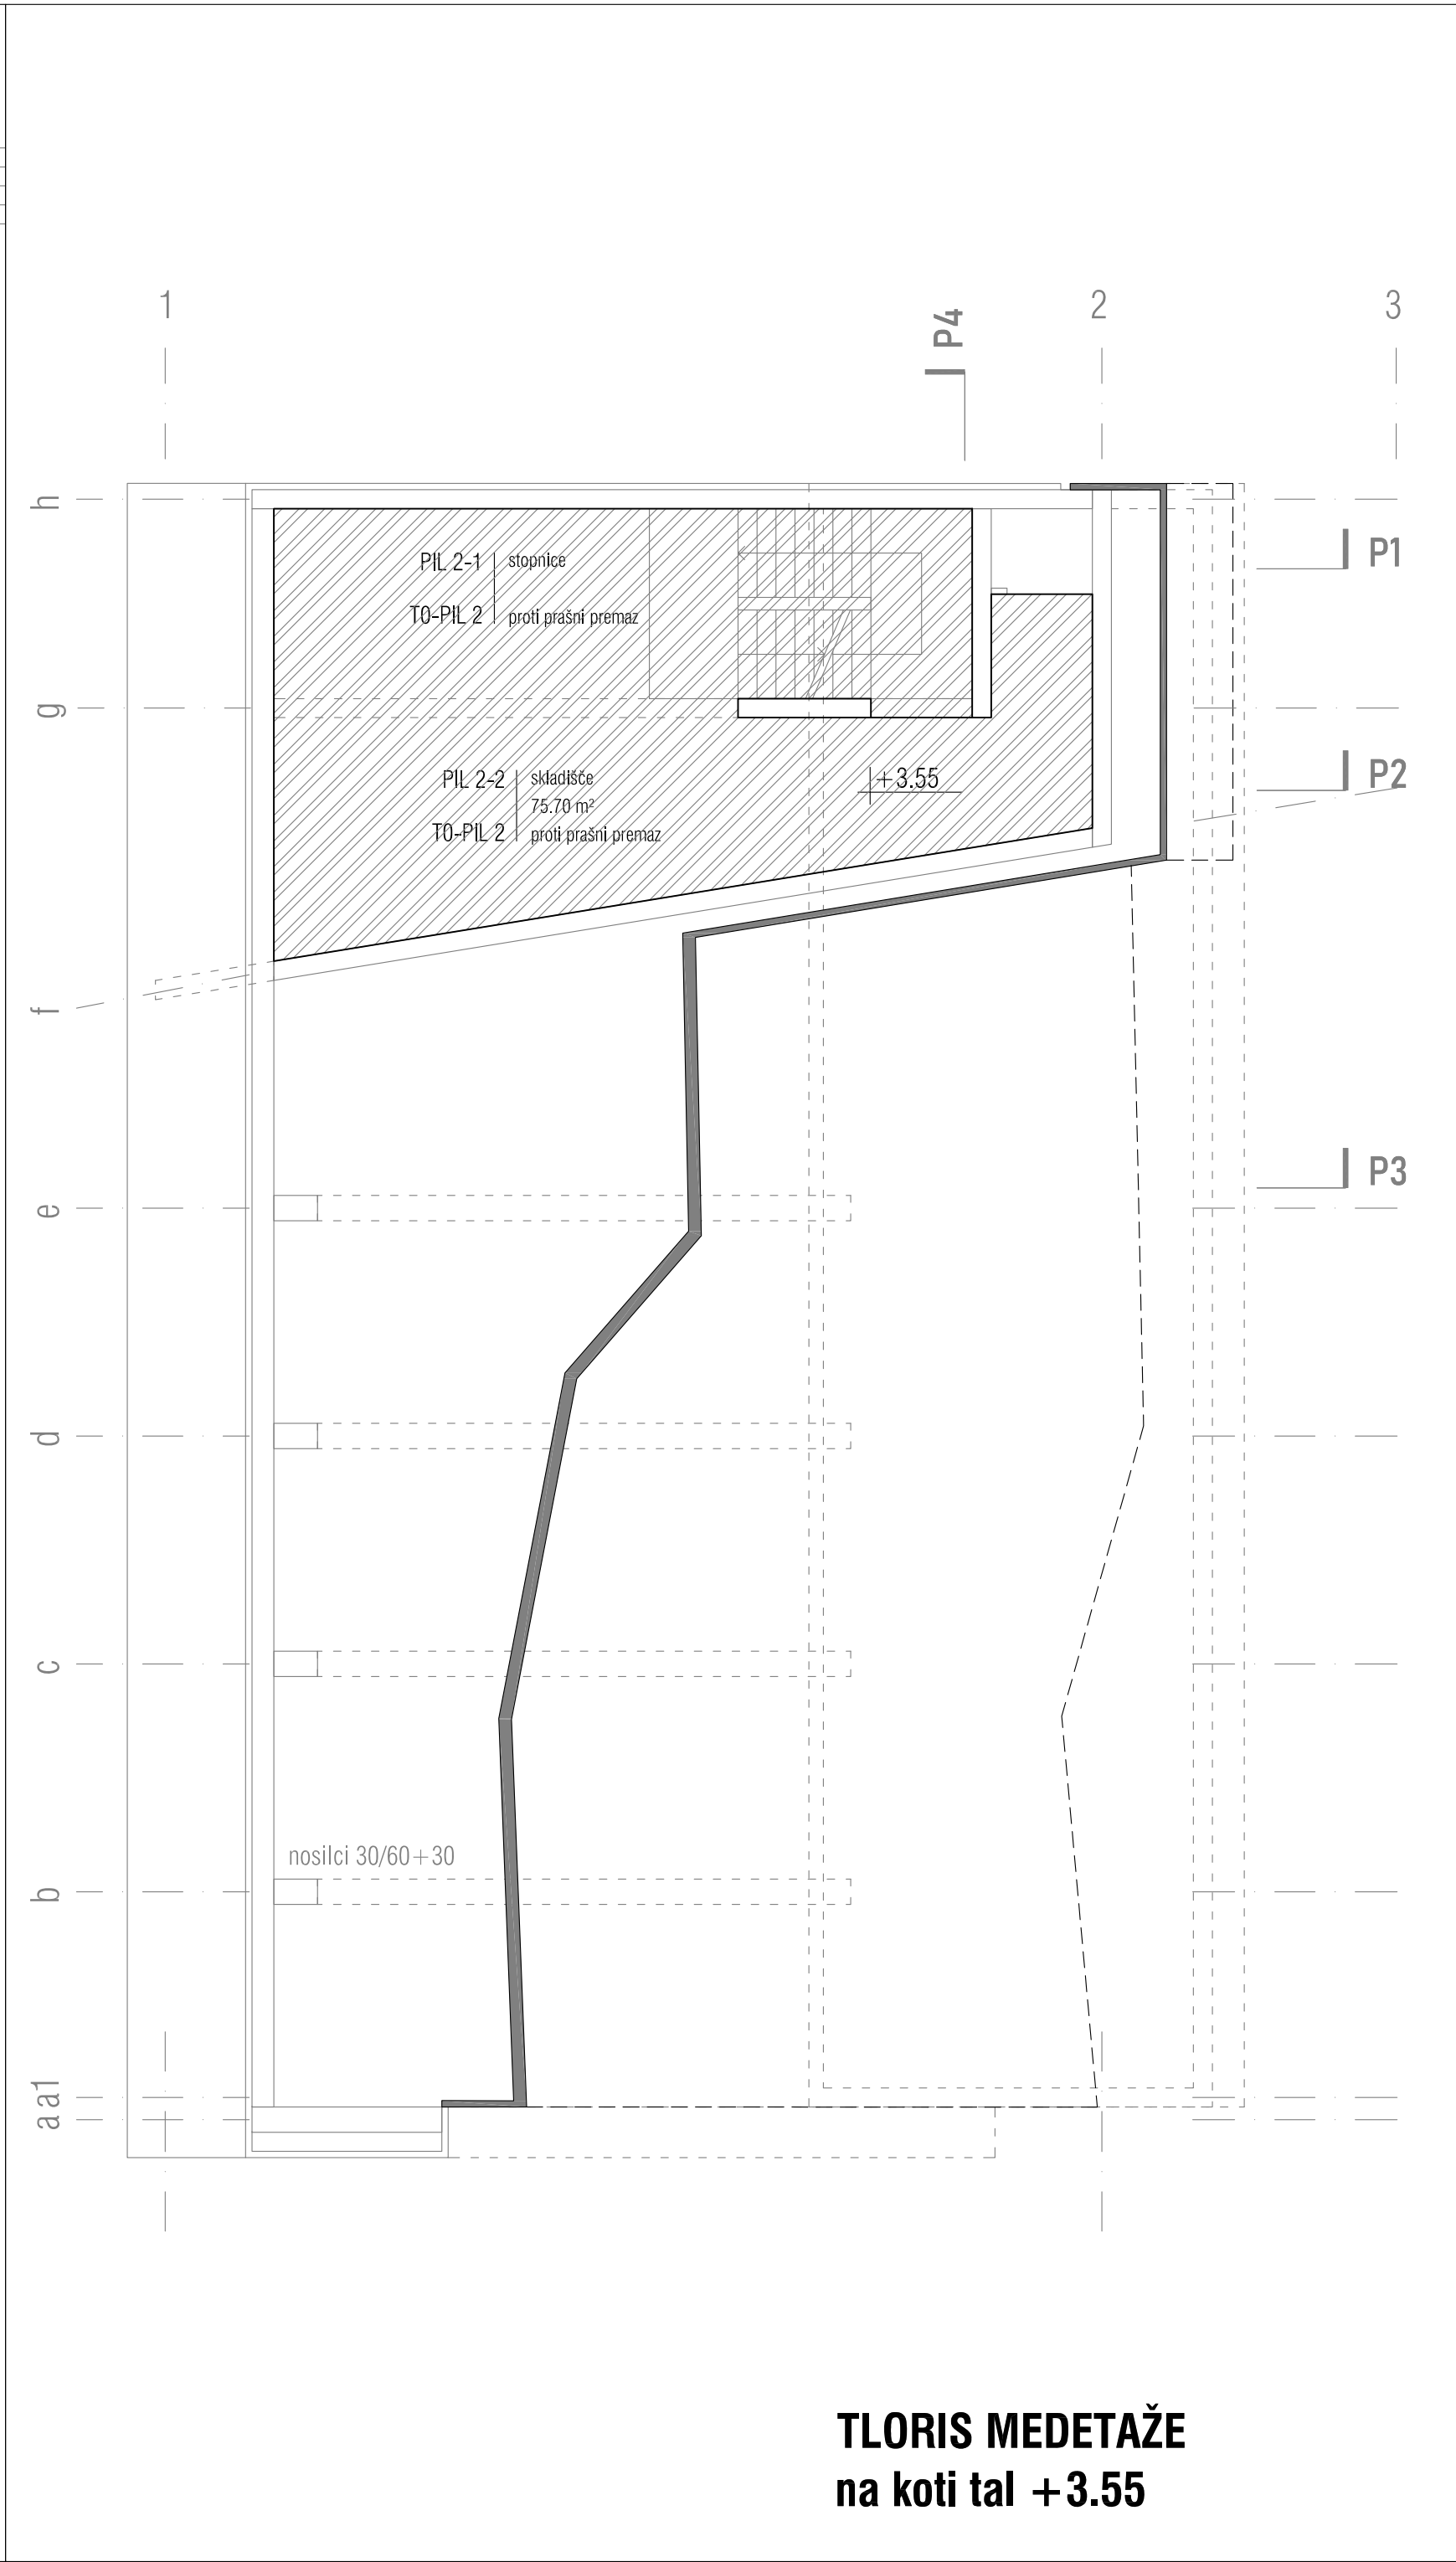 1
2
3
P4
h
P1
PIL 2-1 stopnice
T0-PIL 2 proti prašni premaz
g
P2
PIL 2-2 skladišče
75.70 m²
T0-PIL 2 proti prašni premaz
+3.55
f
P3
e
d
c
nosilci 30/60+30
b
a1
a
TLORIS MEDETAŽE
na koti tal +3.55